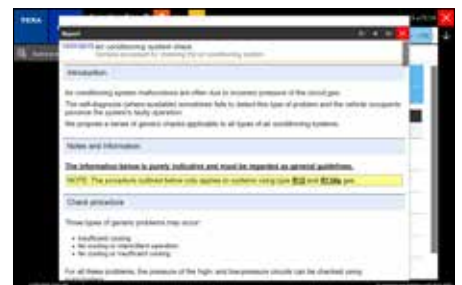 TEXA
Report
air conditioning system check
Introduction
Air conditioning system malfunctions are often due to incorrect pressure of the circuit gas.
The self-diagnosis (where available) sometimes fails to detect this type of problem and the vehicle occupants
perceive the system's faulty operation.
We propose a series of generic checks applicable to all types of air conditioning systems.
Notes and information
The information below is purely indicative and must be regarded as general guidelines.
NOTE: The procedure outlined below only applies to systems using type R12 and R134a gas.
Check procedure
Three types of generic problems may occur:
Insufficient cooling
No cooling or intermittent operation
No cooling or insufficient cooling
For all these problems, the pressure of the high- and low-pressure circuits can be checked using